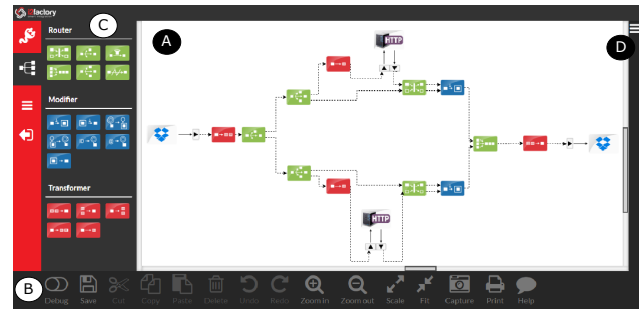 factory
Router
C
A
D
HTTP
Modifier
Transformer
HTTP
B
Debug Save Cut Copy Paste Delete Undo Redo Zoom in Zoom out Scale Fit Capture Print Help